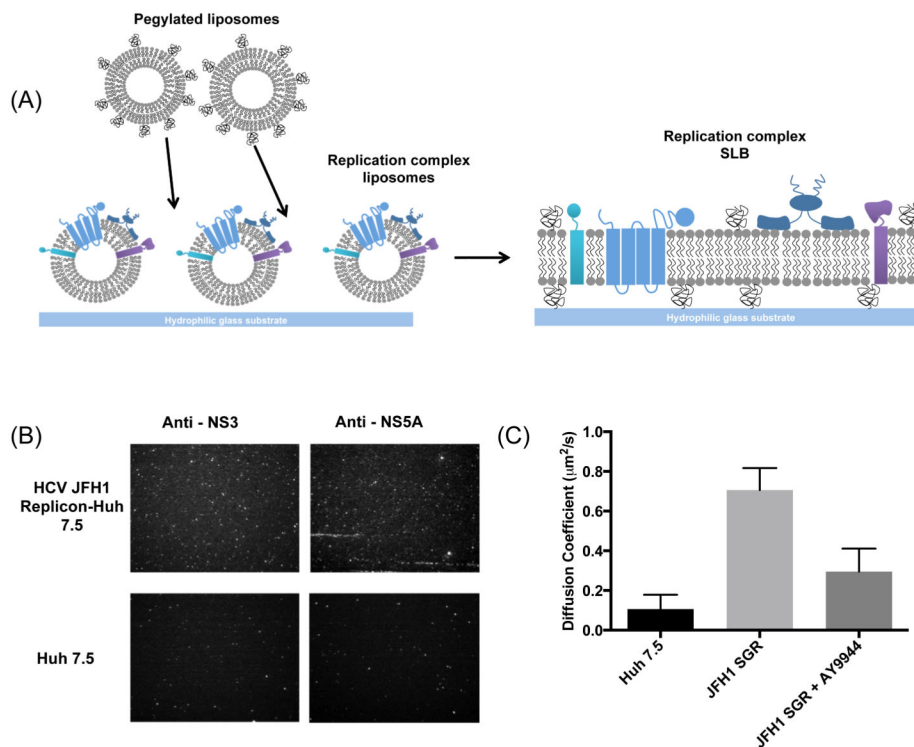 Pegylated liposomes
(A)
Replication complex
liposomes
Replication complex
SLB
Hydrophilic glass substrate
Hydrophilic glass substrate
(B)
Anti - NS3
Anti - NS5A
HCV JFH1
Replicon-Huh
7.5
Huh 7.5
(C)
Diffusion Coefficient (μm²/s)
1.0
0.8
0.6
0.4
0.2
0.0
Huh 7.5
JFH1 SGR
JFH1 SGR + AY9944